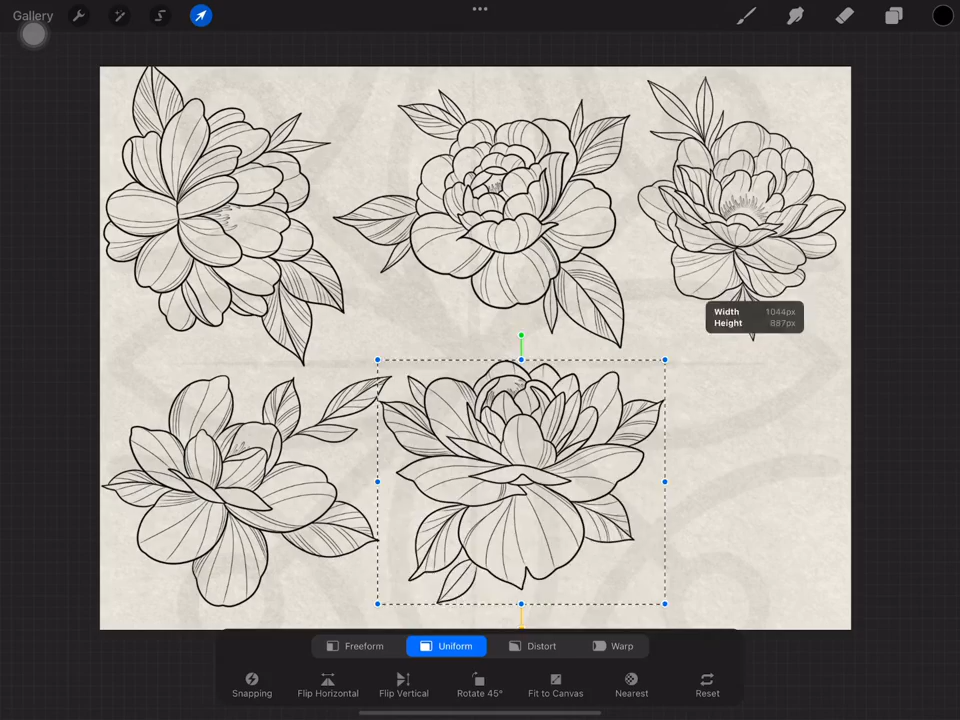 Gallery
Width 1044px
Height 887px
Freeform Uniform Distort Warp
Snapping Flip Horizontal Flip Vertical Rotate 45° Fit to Canvas Nearest Reset